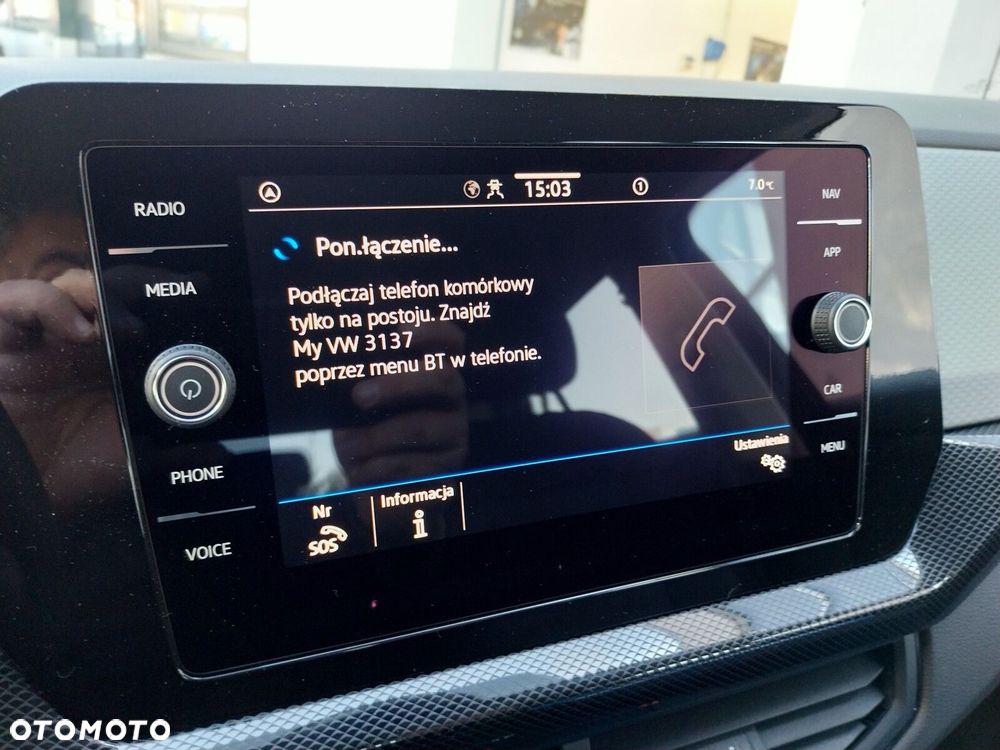 RADIO
MEDIA
PHONE
VOICE
15:03
1
7.0°C
Pon.łączenie...
Podłączaj telefon komórkowy
tylko na postoju. Znajdź
My VW 3137
poprzez menu BT w telefonie.
Ustawienia
Nr
SOS
Informacja
i
NAV
APP
CAR
MENU
OTOMOTO